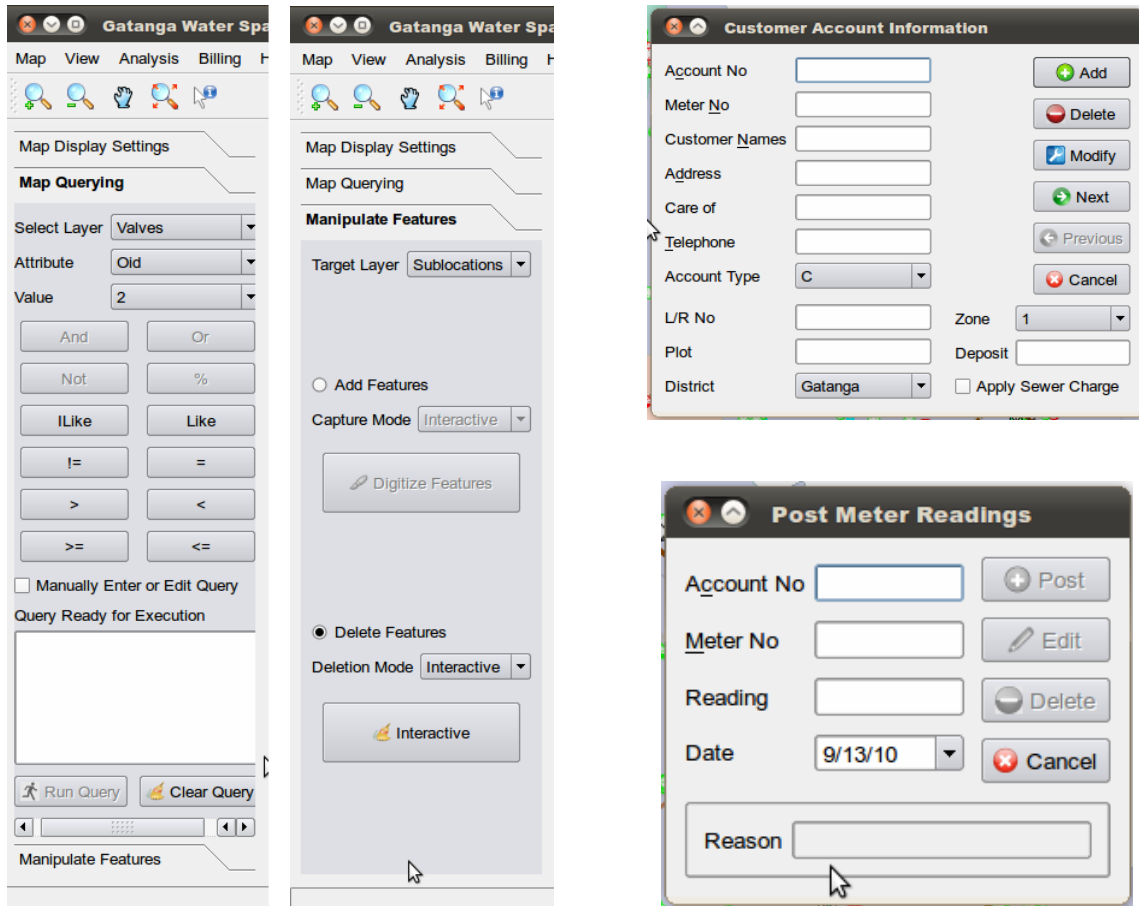 Gatanga Water Spa
Map View Analysis Billing H
Map Display Settings
Map Querying
Select Layer Valves
Attribute Oid
Value 2
And Or
Not %
ILike Like
!= =
> <
>= <=
Manually Enter or Edit Query
Query Ready for Execution
Run Query Clear Query
Manipulate Features
Gatanga Water Spa
Map View Analysis Billing H
Map Display Settings
Map Querying
Manipulate Features
Target Layer Sublocations
Add Features
Capture Mode Interactive
Digitize Features
Delete Features
Deletion Mode Interactive
Interactive
Customer Account Information
Account No Add
Meter No Delete
Customer Names Modify
Address
Care of Next
Telephone Previous
Account Type C Cancel
L/R No Zone 1
Plot Deposit
District Gatanga Apply Sewer Charge
Post Meter Readings
Account No Post
Meter No Edit
Reading Delete
Date 9/13/10 Cancel
Reason